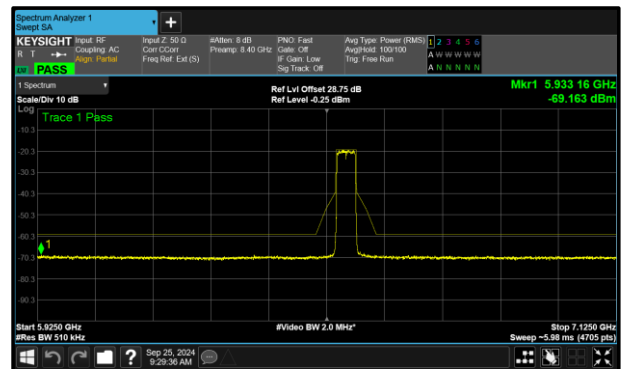 Spectrum Analyzer 1
Swept SA
+
KEYSIGHT Input: RF Input Z: 50 Ω #Atten: 8 dB PNO: Fast Avg Type: Power (RMS) 1 2 3 4 5 6
R T Coupling: AC Corr CCorr Preamp: 8.40 GHz Gate: Off Avg|Hold: 100/100 A W W W W W
Align: Partial Freq Ref: Ext (S) IF Gain: Low Trig: Free Run
PASS Sig Track: Off A N N N N N
1 Spectrum Ref Lvl Offset 28.75 dB Mkr1 5.933 16 GHz
Scale/Div 10 dB Ref Level -0.25 dBm -69.163 dBm
Log
Trace 1 Pass
-10.3
-20.3
-30.3
-40.3
-50.3
-60.3
1
-70.3
-80.3
-90.3
Start 5.9250 GHz #Video BW 2.0 MHz* Stop 7.1250 GHz
#Res BW 510 kHz Sweep ~5.98 ms (4705 pts)
? Sep 25, 2024
9:29:36 AM